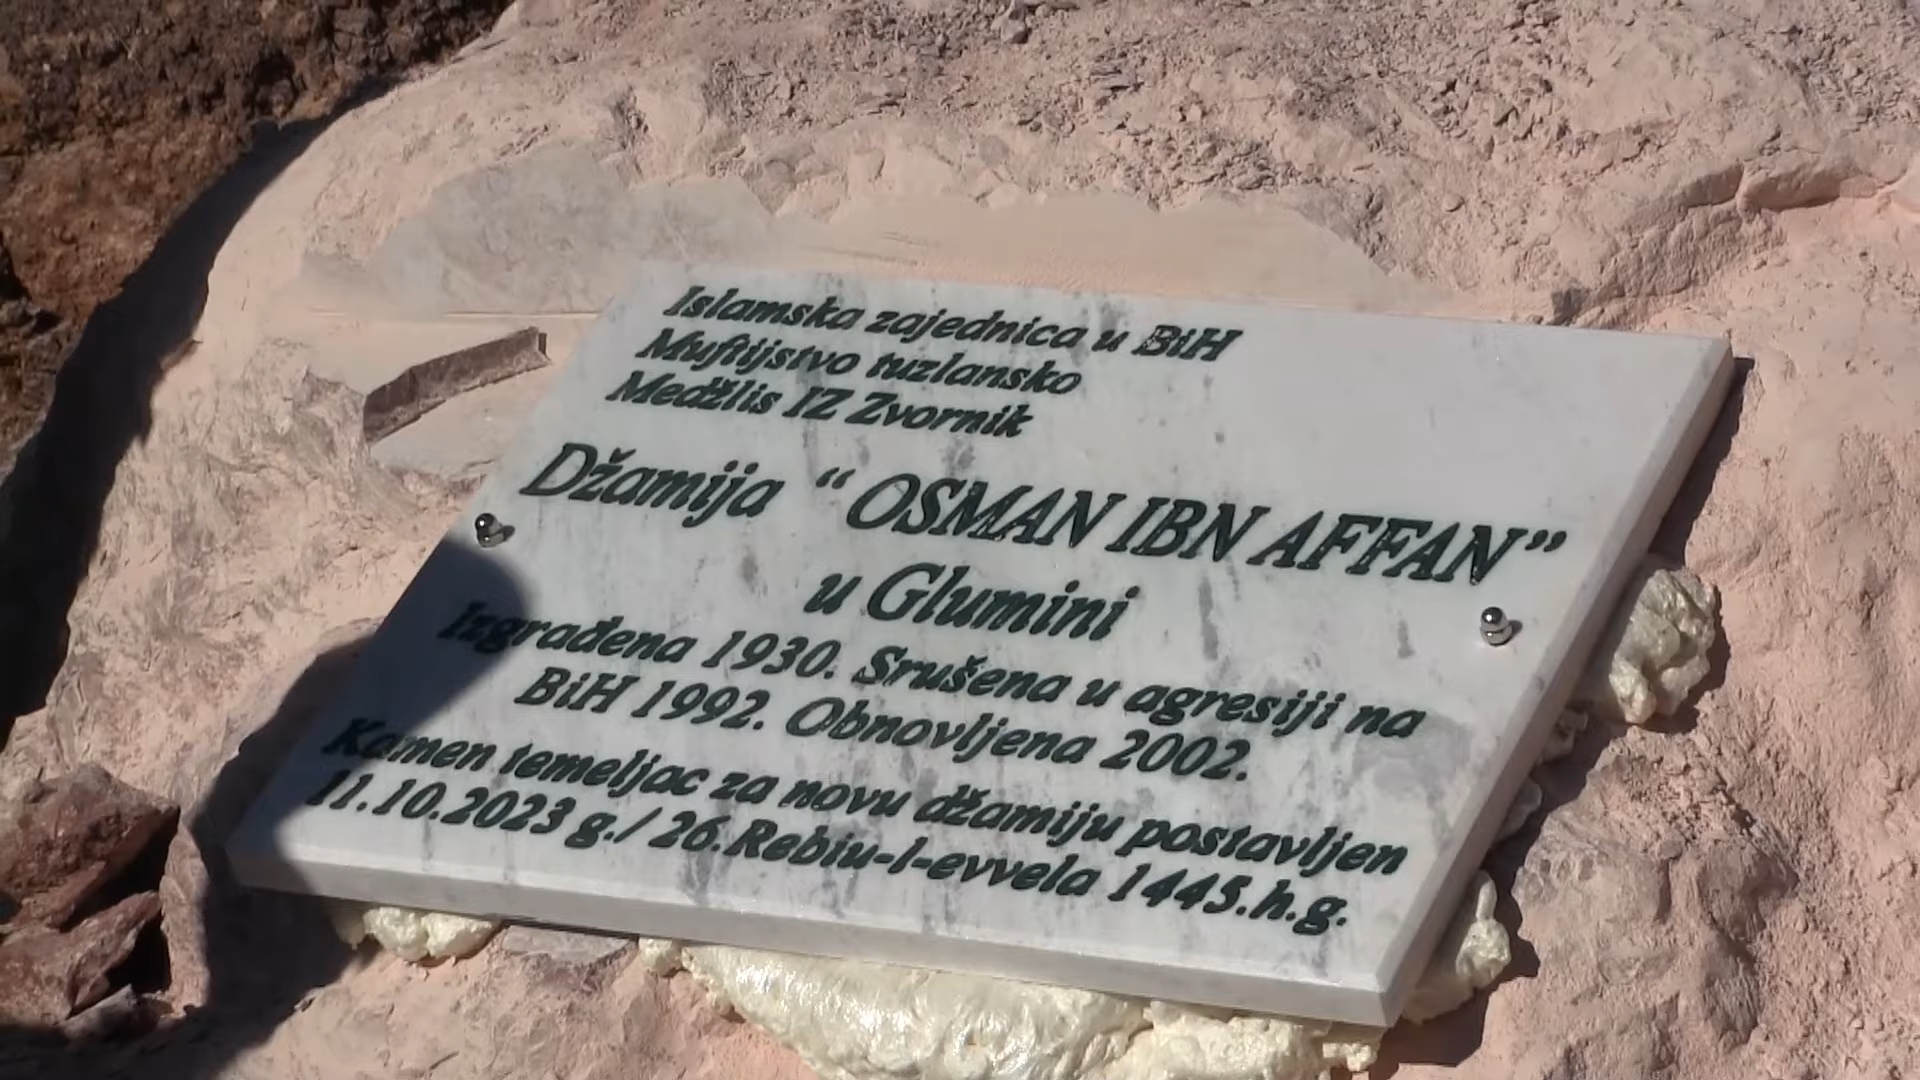 Islamska zajednica u BiH
Muftijstvo tuzlansko
Medžlis IZ Zvornik
Džamija “OSMAN IBN AFFAN”
u Glumini
Izgrađena 1930. Srušena u agresiji na
BiH 1992. Obnovljena 2002.
Kamen temeljac za novu džamiju postavljen
11.10.2023 g./ 26.Rebiu-l-evvela 1445.h.g.